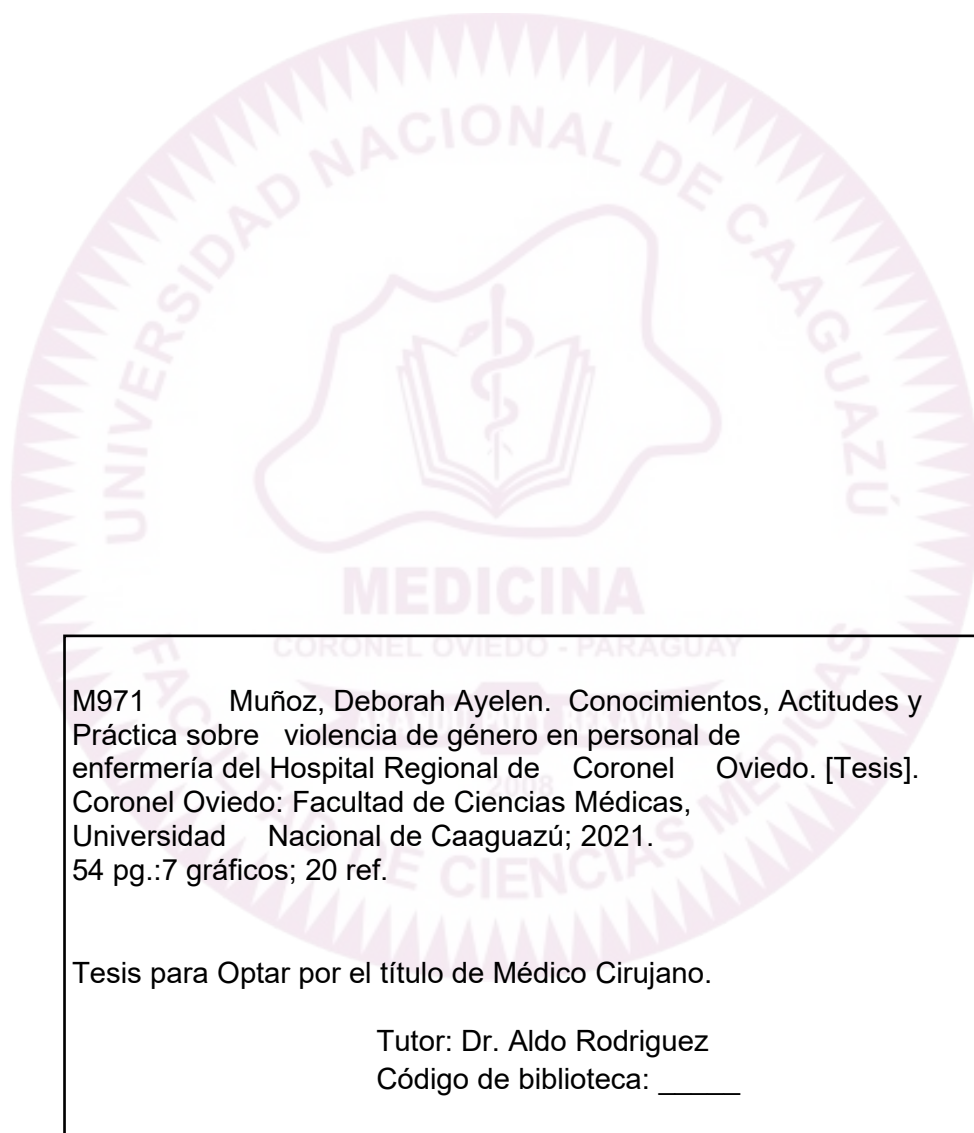 UNIVERSIDAD NACIONAL DE CAAGUAZÚ
MEDICINA
CORONEL OVIEDO - PARAGUAY
2008
FACULTAD DE CIENCIAS MÉDICAS
M971 Muñoz, Deborah Ayelen. Conocimientos, Actitudes y
Práctica sobre violencia de género en personal de
enfermería del Hospital Regional de Coronel Oviedo. [Tesis].
Coronel Oviedo: Facultad de Ciencias Médicas,
Universidad Nacional de Caaguazú; 2021.
54 pg.:7 gráficos; 20 ref.
Tesis para Optar por el título de Médico Cirujano.
Tutor: Dr. Aldo Rodriguez
Código de biblioteca: _____